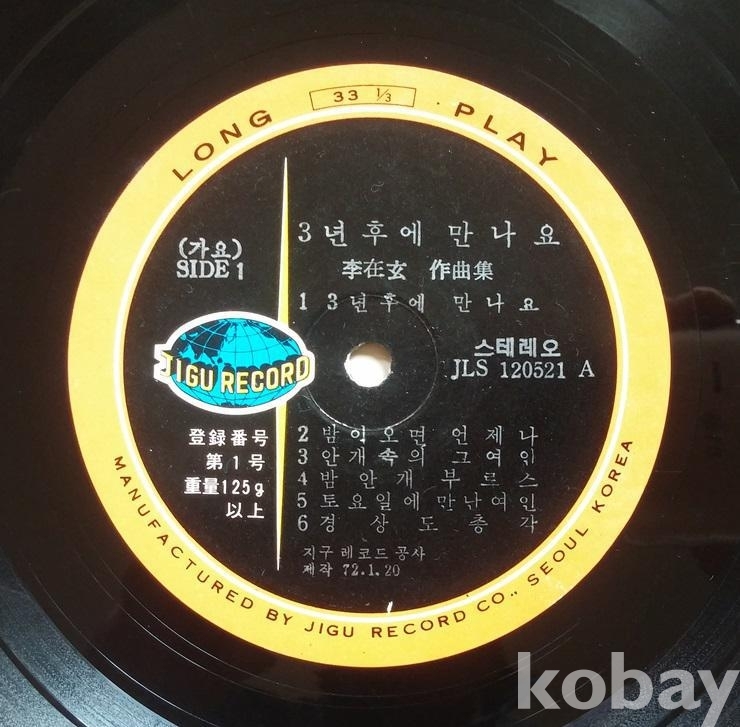 33 1/3
LONG PLAY
3년후에 만나요
(가요)
SIDE 1
李在玄 作曲集
1 3년후에 만나요
스테레오
JLS 120521 A
JIGU RECORD
登録番号
第1号
重量125g
以上
2 밤이오면 언제나
3 안개속의 그여인
4 밤안개 부르스
5 토요일에만난여인
6 경상도총각
지구 레코드 공사
제작 72.1.20
MANUFACTURED BY JIGU RECORD CO., SEOUL KOREA
kobay